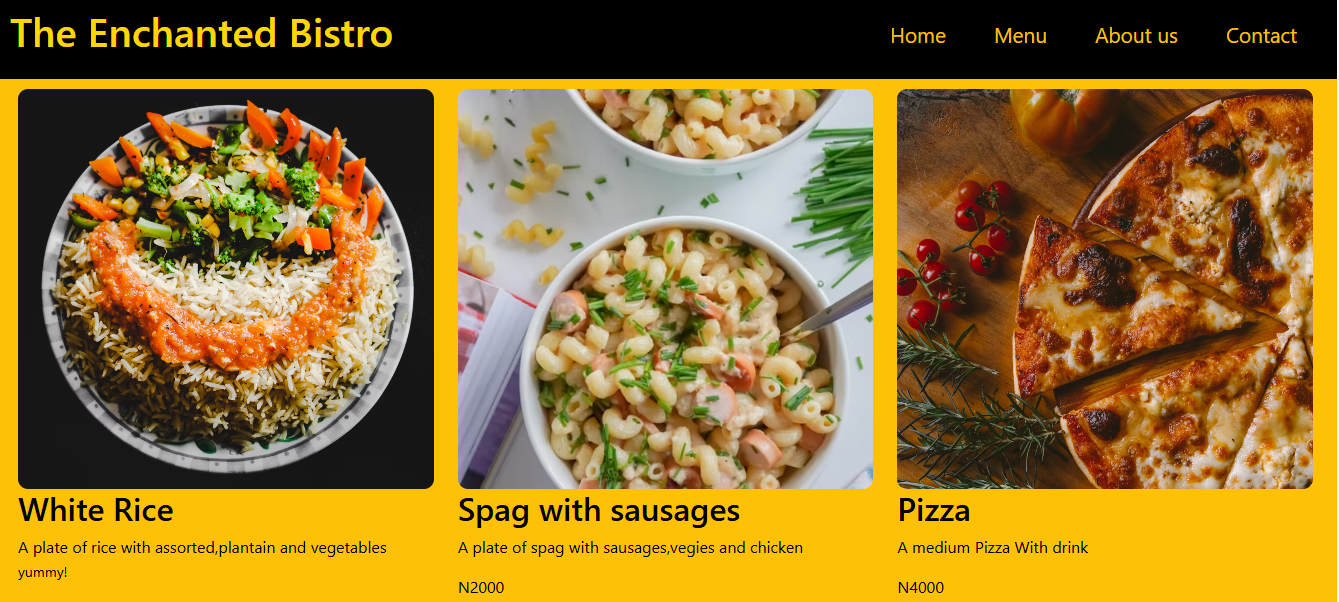 The Enchanted Bistro
Home Menu About us Contact
White Rice
A plate of rice with assorted,plantain and vegetables
yummy!
Spag with sausages
A plate of spag with sausages,vegies and chicken
N2000
Pizza
A medium Pizza With drink
N4000